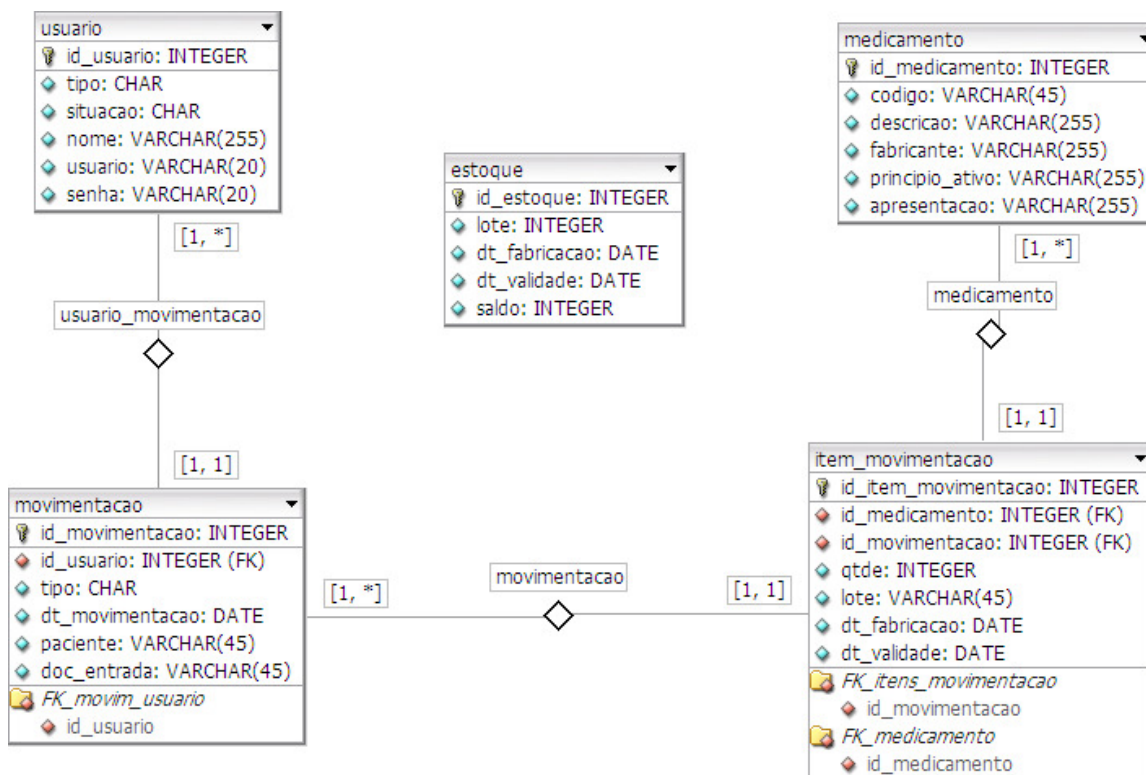 usuario
id_usuario: INTEGER
tipo: CHAR
situacao: CHAR
nome: VARCHAR(255)
usuario: VARCHAR(20)
senha: VARCHAR(20)
[1, *]
usuario_movimentacao
[1, 1]
movimentacao
id_movimentacao: INTEGER
id_usuario: INTEGER (FK)
tipo: CHAR
dt_movimentacao: DATE
paciente: VARCHAR(45)
doc_entrada: VARCHAR(45)
FK_movim_usuario
id_usuario
estoque
id_estoque: INTEGER
lote: INTEGER
dt_fabricacao: DATE
dt_validade: DATE
saldo: INTEGER
[1, *]
movimentacao
[1, 1]
medicamento
id_medicamento: INTEGER
codigo: VARCHAR(45)
descricao: VARCHAR(255)
fabricante: VARCHAR(255)
principio_ativo: VARCHAR(255)
apresentacao: VARCHAR(255)
[1, *]
medicamento
[1, 1]
item_movimentacao
id_item_movimentacao: INTEGER
id_medicamento: INTEGER (FK)
id_movimentacao: INTEGER (FK)
qtde: INTEGER
lote: VARCHAR(45)
dt_fabricacao: DATE
dt_validade: DATE
FK_itens_movimentacao
id_movimentacao
FK_medicamento
id_medicamento